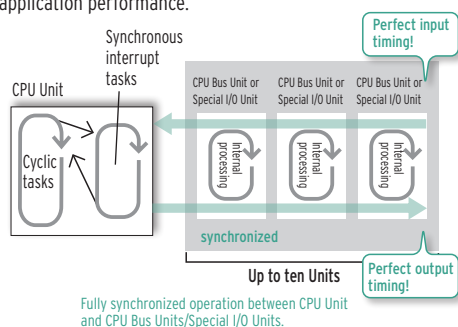 application performance.
Perfect input
timing!
Synchronous
interrupt
tasks
CPU Unit
CPU Bus Unit or
Special I/O Unit
CPU Bus Unit or
Special I/O Unit
CPU Bus Unit or
Special I/O Unit
Cyclic
tasks
Internal
processing
Internal
processing
Internal
processing
synchronized
Up to ten Units
Perfect output
timing!
Fully synchronized operation between CPU Unit
and CPU Bus Units/Special I/O Units.